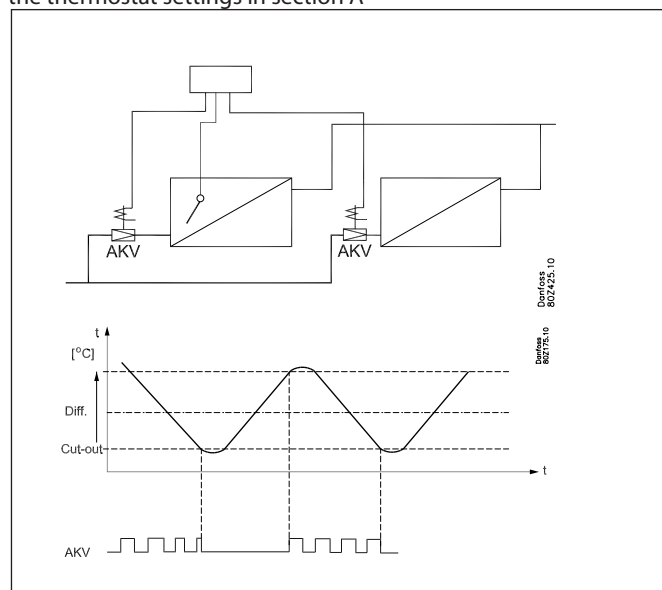 the thermostat settings in section A
AKV
AKV
Danfoss
80Z425.10
Danfoss
80Z175.10
t
[°C]
Diff.
Cut-out
t
AKV